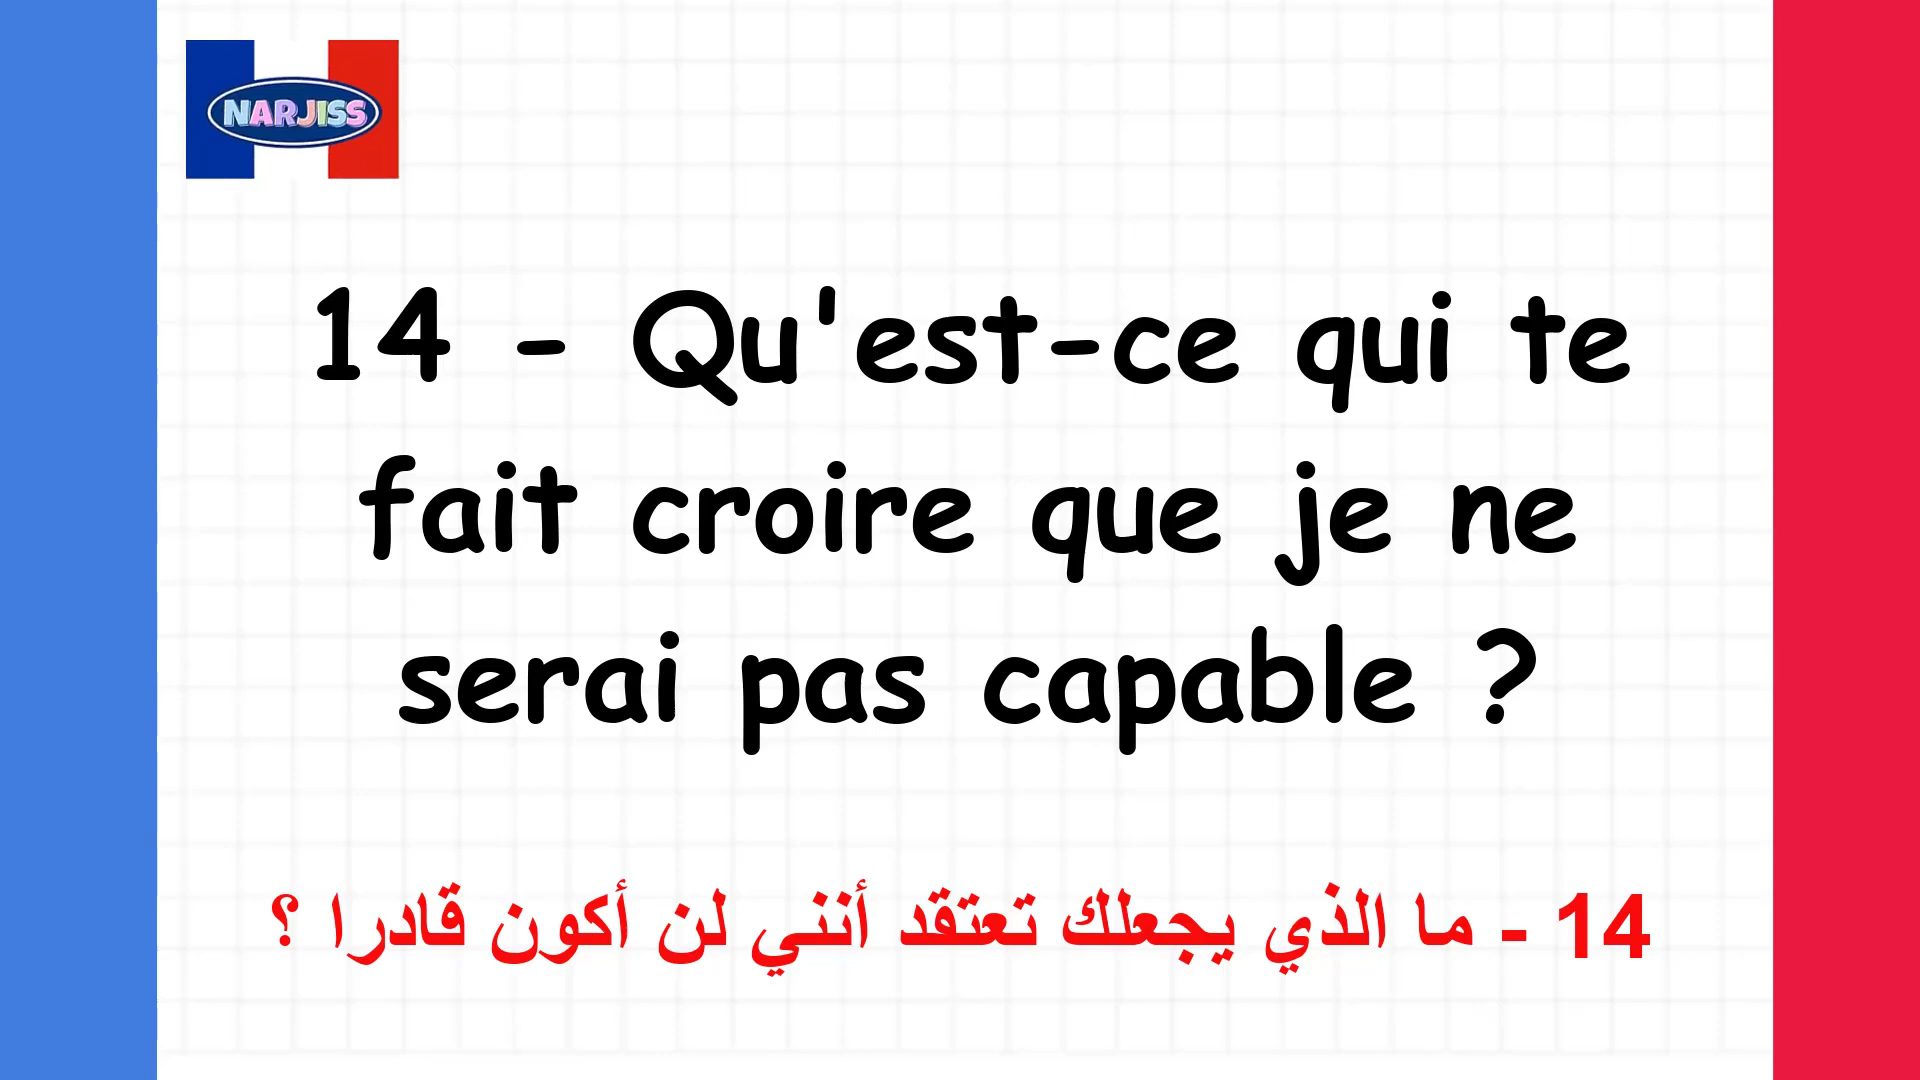 NARJISS
14 - Qu'est-ce qui te
fait croire que je ne
serai pas capable ?
14 - ما الذي يجعلك تعتقد أنني لن أكون قادرا ؟